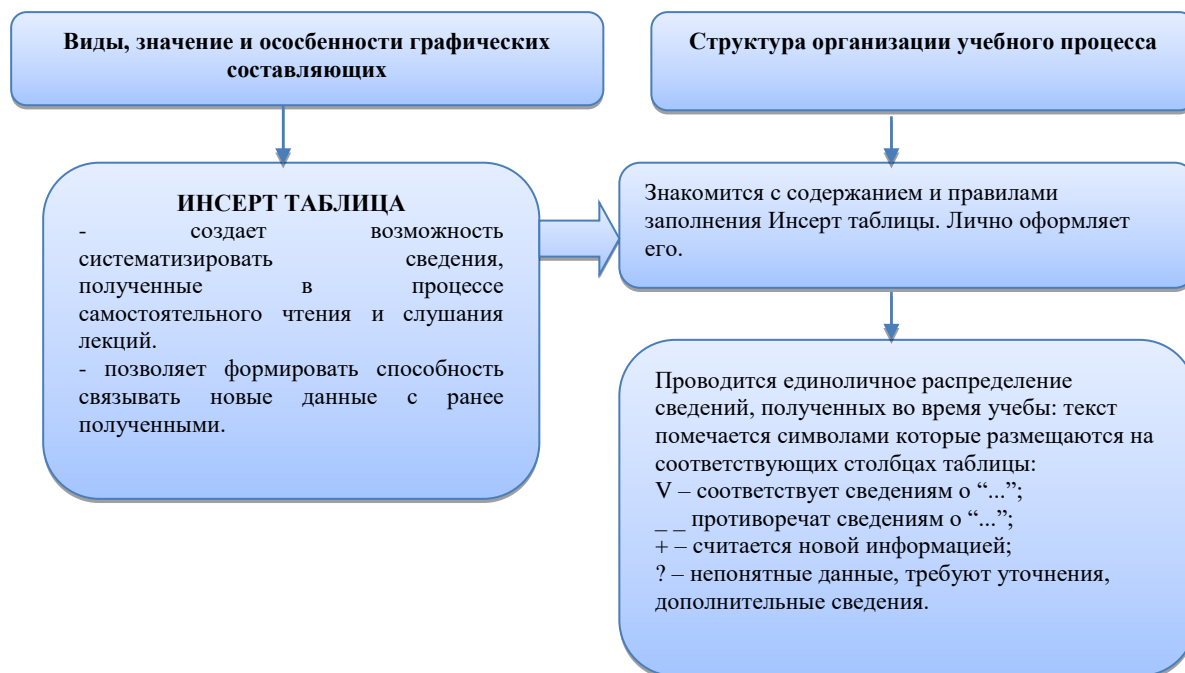 Виды, значение и ососбенности графических
составляющих
Структура организации учебного процесса
ИНСЕРТ ТАБЛИЦА
- создает возможность
систематизировать сведения,
полученные в процессе
самостоятельного чтения и слушания
лекций.
- позволяет формировать способность
связывать новые данные с ранее
полученными.
Знакомится с содержанием и правилами
заполнения Инсерт таблицы. Лично оформляет
его.
Проводится единоличное распределение
сведений, полученных во время учебы: текст
помечается символами которые размещаются на
соответствующих столбцах таблицы:
V – соответствует сведениям о “...”;
_ _ противоречат сведениям о “...”;
+ – считается новой информацией;
? – непонятные данные, требуют уточнения,
дополнительные сведения.